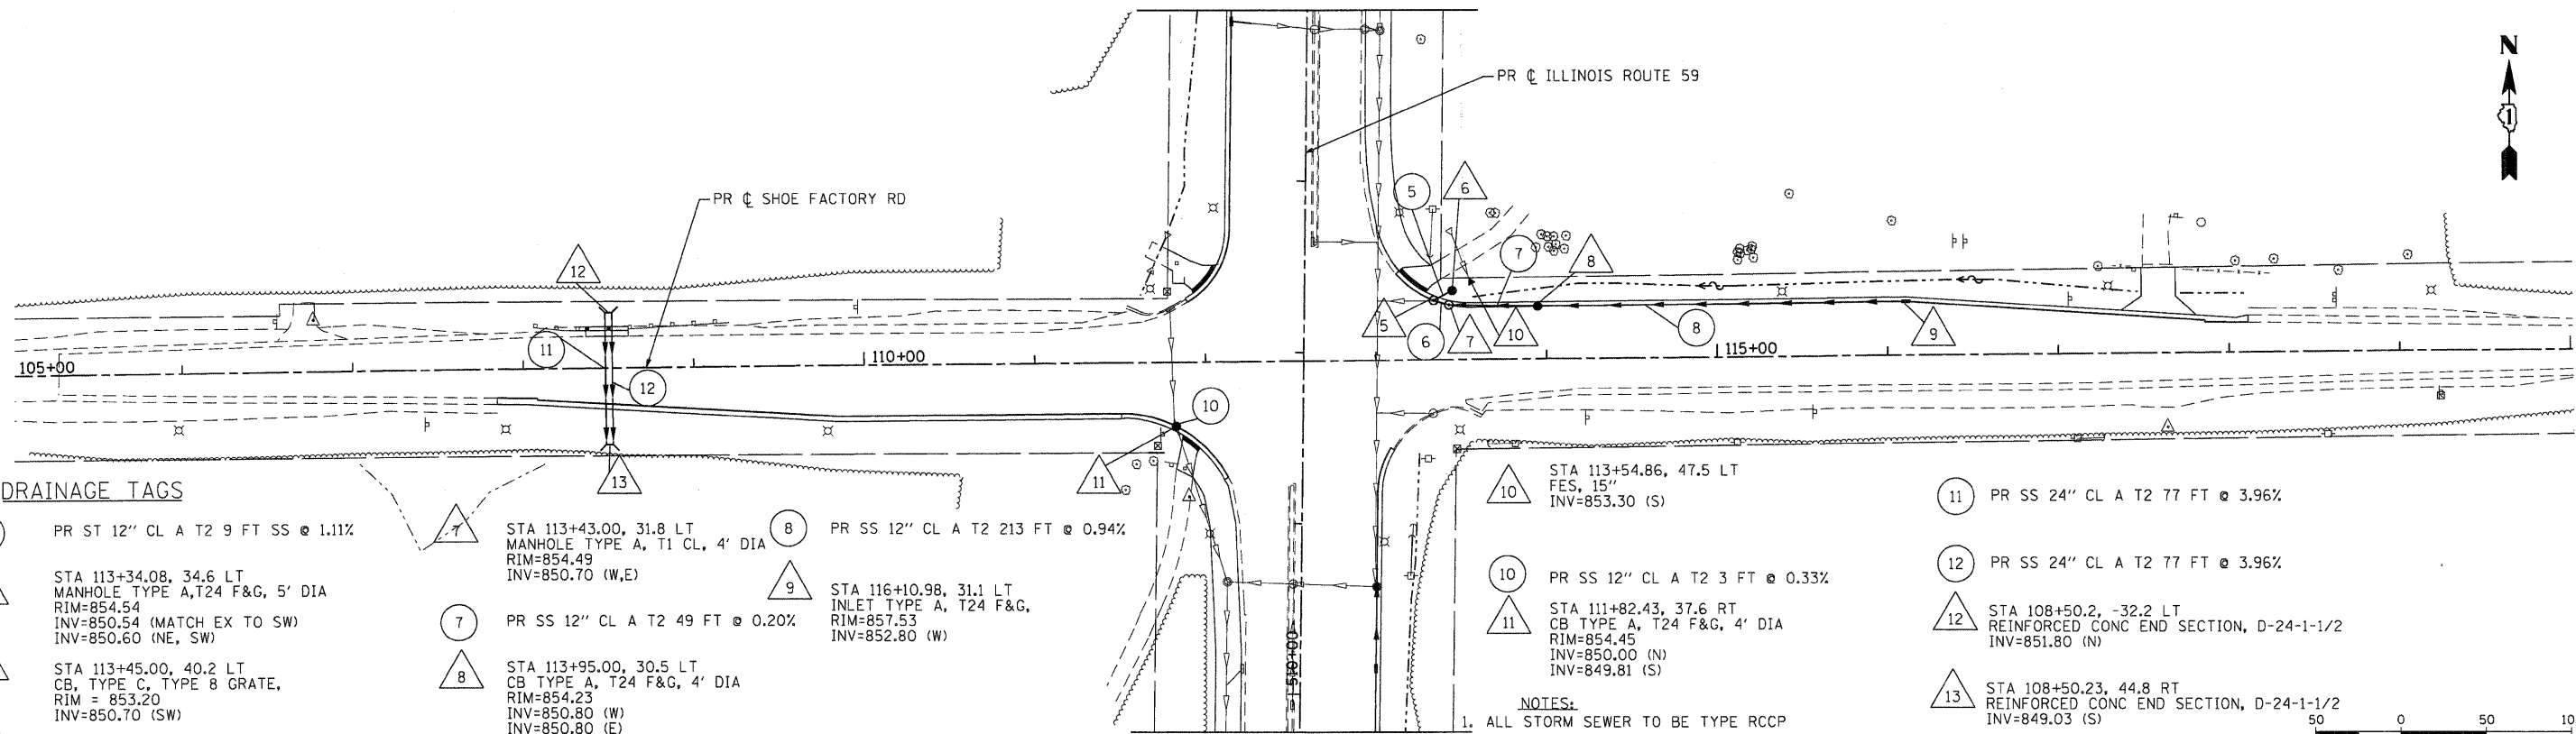 N
1
PR ℄ ILLINOIS ROUTE 59
PR ℄ SHOE FACTORY RD
5
6
12
7
8
5
6
7
10
8
9
11
12
105+00
110+00
115+00
10
11
13
510+00
DRAINAGE TAGS
PR ST 12" CL A T2 9 FT SS @ 1.11%
STA 113+34.08, 34.6 LT
MANHOLE TYPE A,T24 F&G, 5' DIA
RIM=854.54
INV=850.54 (MATCH EX TO SW)
INV=850.60 (NE, SW)
STA 113+45.00, 40.2 LT
CB, TYPE C, TYPE 8 GRATE,
RIM = 853.20
INV=850.70 (SW)
7
STA 113+43.00, 31.8 LT
MANHOLE TYPE A, T1 CL, 4' DIA
RIM=854.49
INV=850.70 (W,E)
7
PR SS 12" CL A T2 49 FT @ 0.20%
8
STA 113+95.00, 30.5 LT
CB TYPE A, T24 F&G, 4' DIA
RIM=854.23
INV=850.80 (W)
INV=850.80 (E)
8
PR SS 12" CL A T2 213 FT @ 0.94%
9
STA 116+10.98, 31.1 LT
INLET TYPE A, T24 F&G,
RIM=857.53
INV=852.80 (W)
10
STA 113+54.86, 47.5 LT
FES, 15"
INV=853.30 (S)
10
PR SS 12" CL A T2 3 FT @ 0.33%
11
STA 111+82.43, 37.6 RT
CB TYPE A, T24 F&G, 4' DIA
RIM=854.45
INV=850.00 (N)
INV=849.81 (S)
NOTES:
1. ALL STORM SEWER TO BE TYPE RCCP
11
PR SS 24" CL A T2 77 FT @ 3.96%
12
PR SS 24" CL A T2 77 FT @ 3.96%
12
STA 108+50.2, -32.2 LT
REINFORCED CONC END SECTION, D-24-1-1/2
INV=851.80 (N)
13
STA 108+50.23, 44.8 RT
REINFORCED CONC END SECTION, D-24-1-1/2
INV=849.03 (S)
50 0 50 10